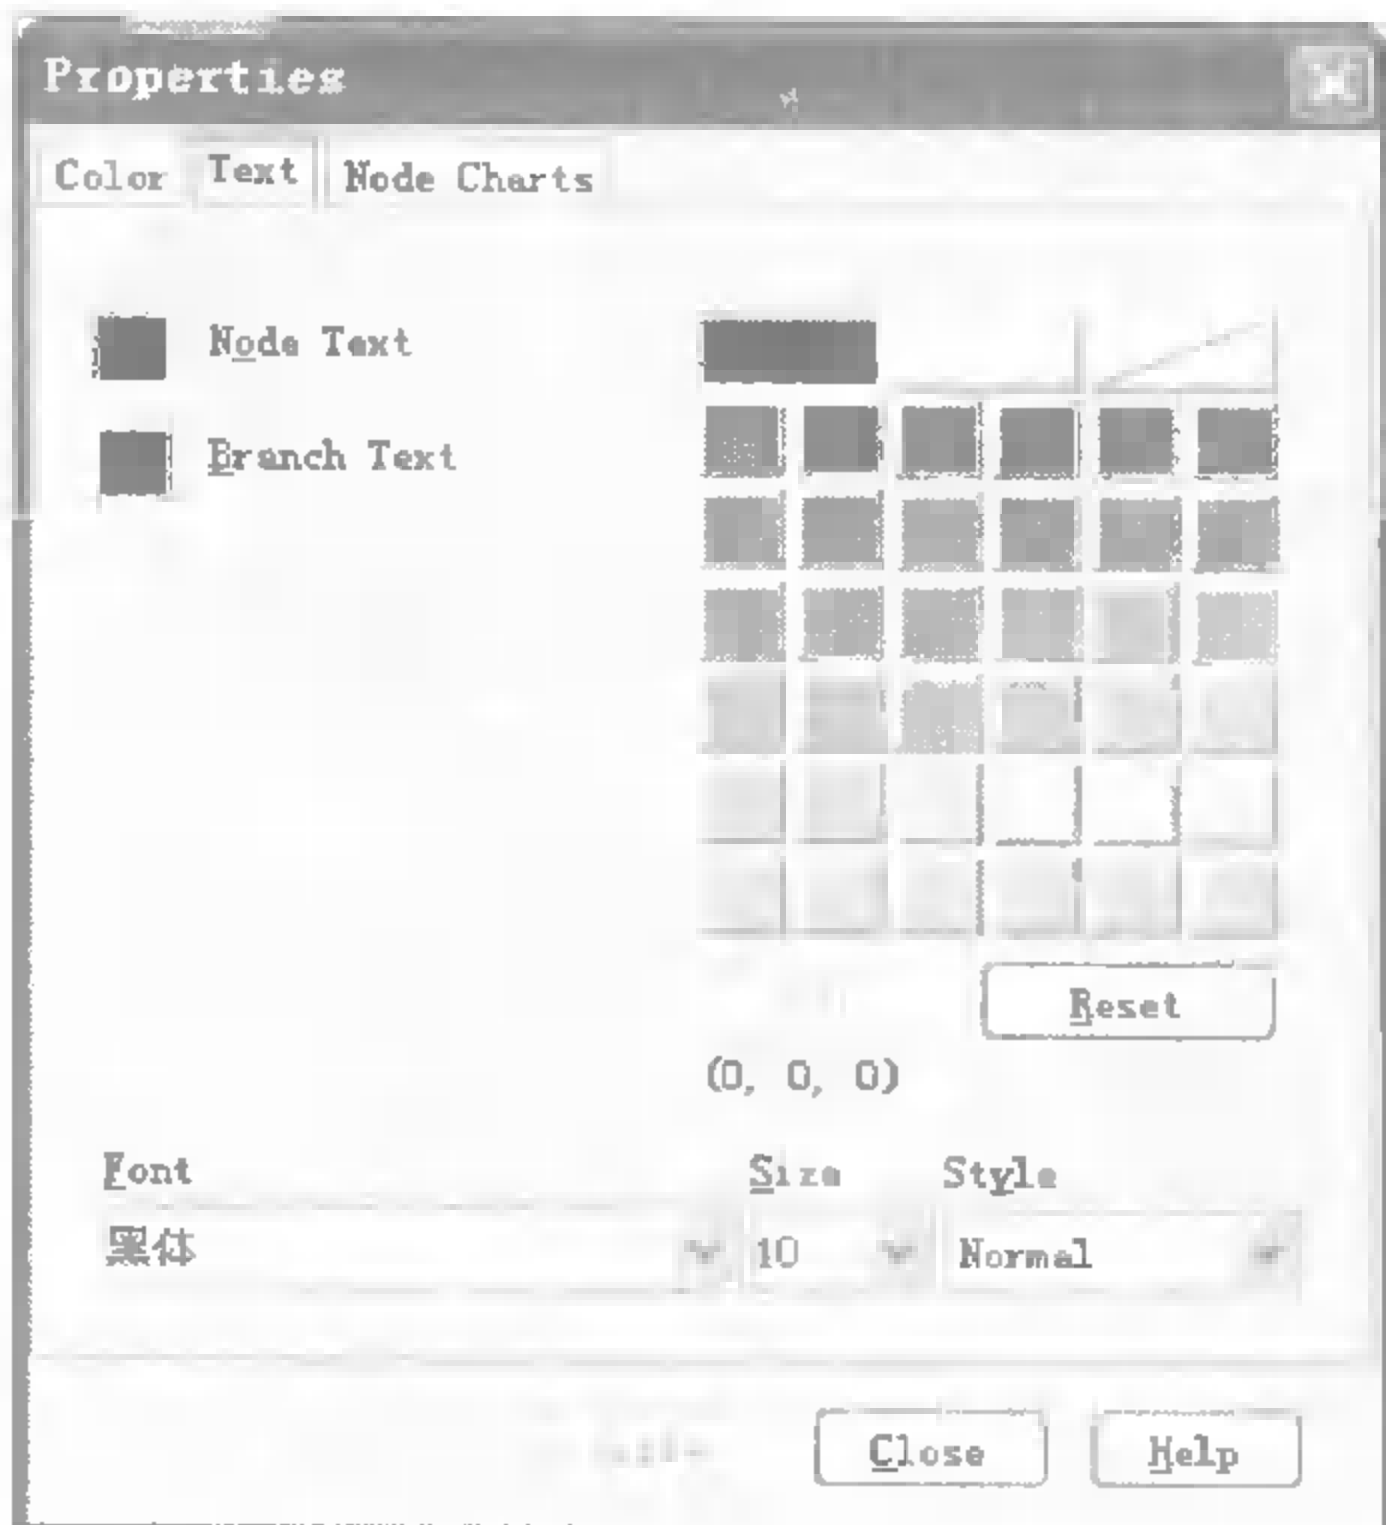 Properties
Color Text Node Charts
Node Text
Branch Text
Reset
(0, 0, 0)
Font Size Style
黑体 10 Normal
Close Help